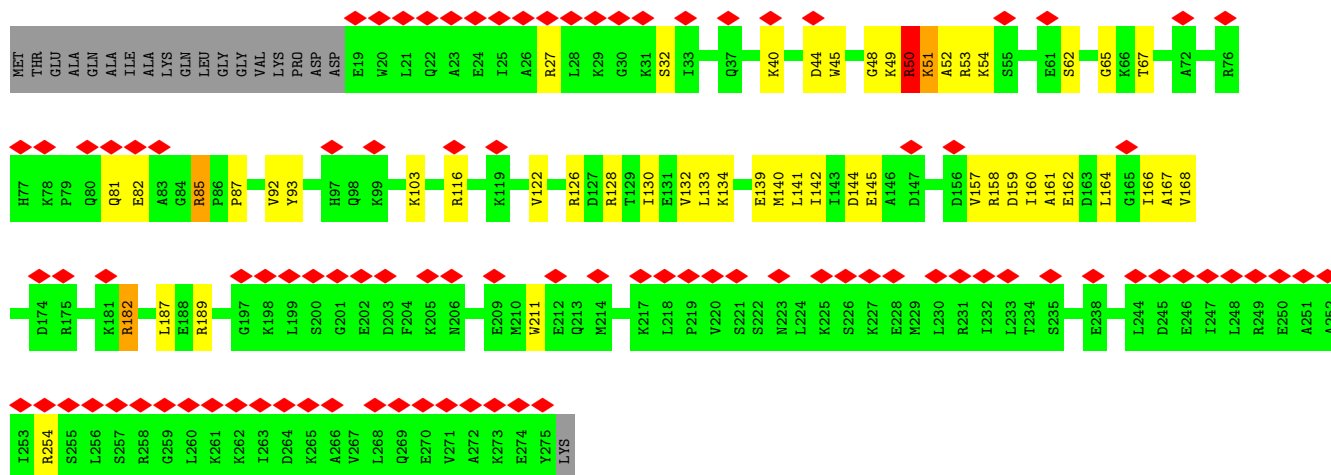 MET THR GLU ALA GLN ALA ILE ALA LYS GLN LEU GLY GLY VAL LYS PRO ASP ASP E19 W20 L21 Q22 A23 E24 I25 A26 R27 L28 K29 G30 K31 S32 I33 Q37 K40 D44 W45 G48 K49 R50 K51 A52 R53 K54 S55 E61 S62 G65 K66 T67 A72 R76
H77 K78 P79 Q80 Q81 E82 A83 G84 R85 P86 P87 V92 Y93 H97 Q98 K99 K103 R116 K119 V122 R126 D127 R128 T129 I130 E131 V132 L133 K134 E139 M140 L141 I142 I143 D144 E145 A146 D147 D156 V157 R158 D159 I160 A161 E162 D163 L164 G165 I166 A167 V168
D174 R175 K181 R182 L187 E188 R189 G197 K198 L199 S200 G201 E202 D203 F204 K205 N206 E209 M210 W211 E212 Q213 M214 K217 L218 P219 V220 S221 S222 N223 L224 K225 S226 K227 E228 M229 L230 R231 I232 L233 T234 S235 E238 L244 D245 E246 I247 L248 R249 E250 A251 A252
I253 R254 S255 L256 S257 R258 G259 L260 K261 K262 I263 D264 K265 A266 V267 L268 Q269 E270 V271 A272 K273 E274 Y275 LYS